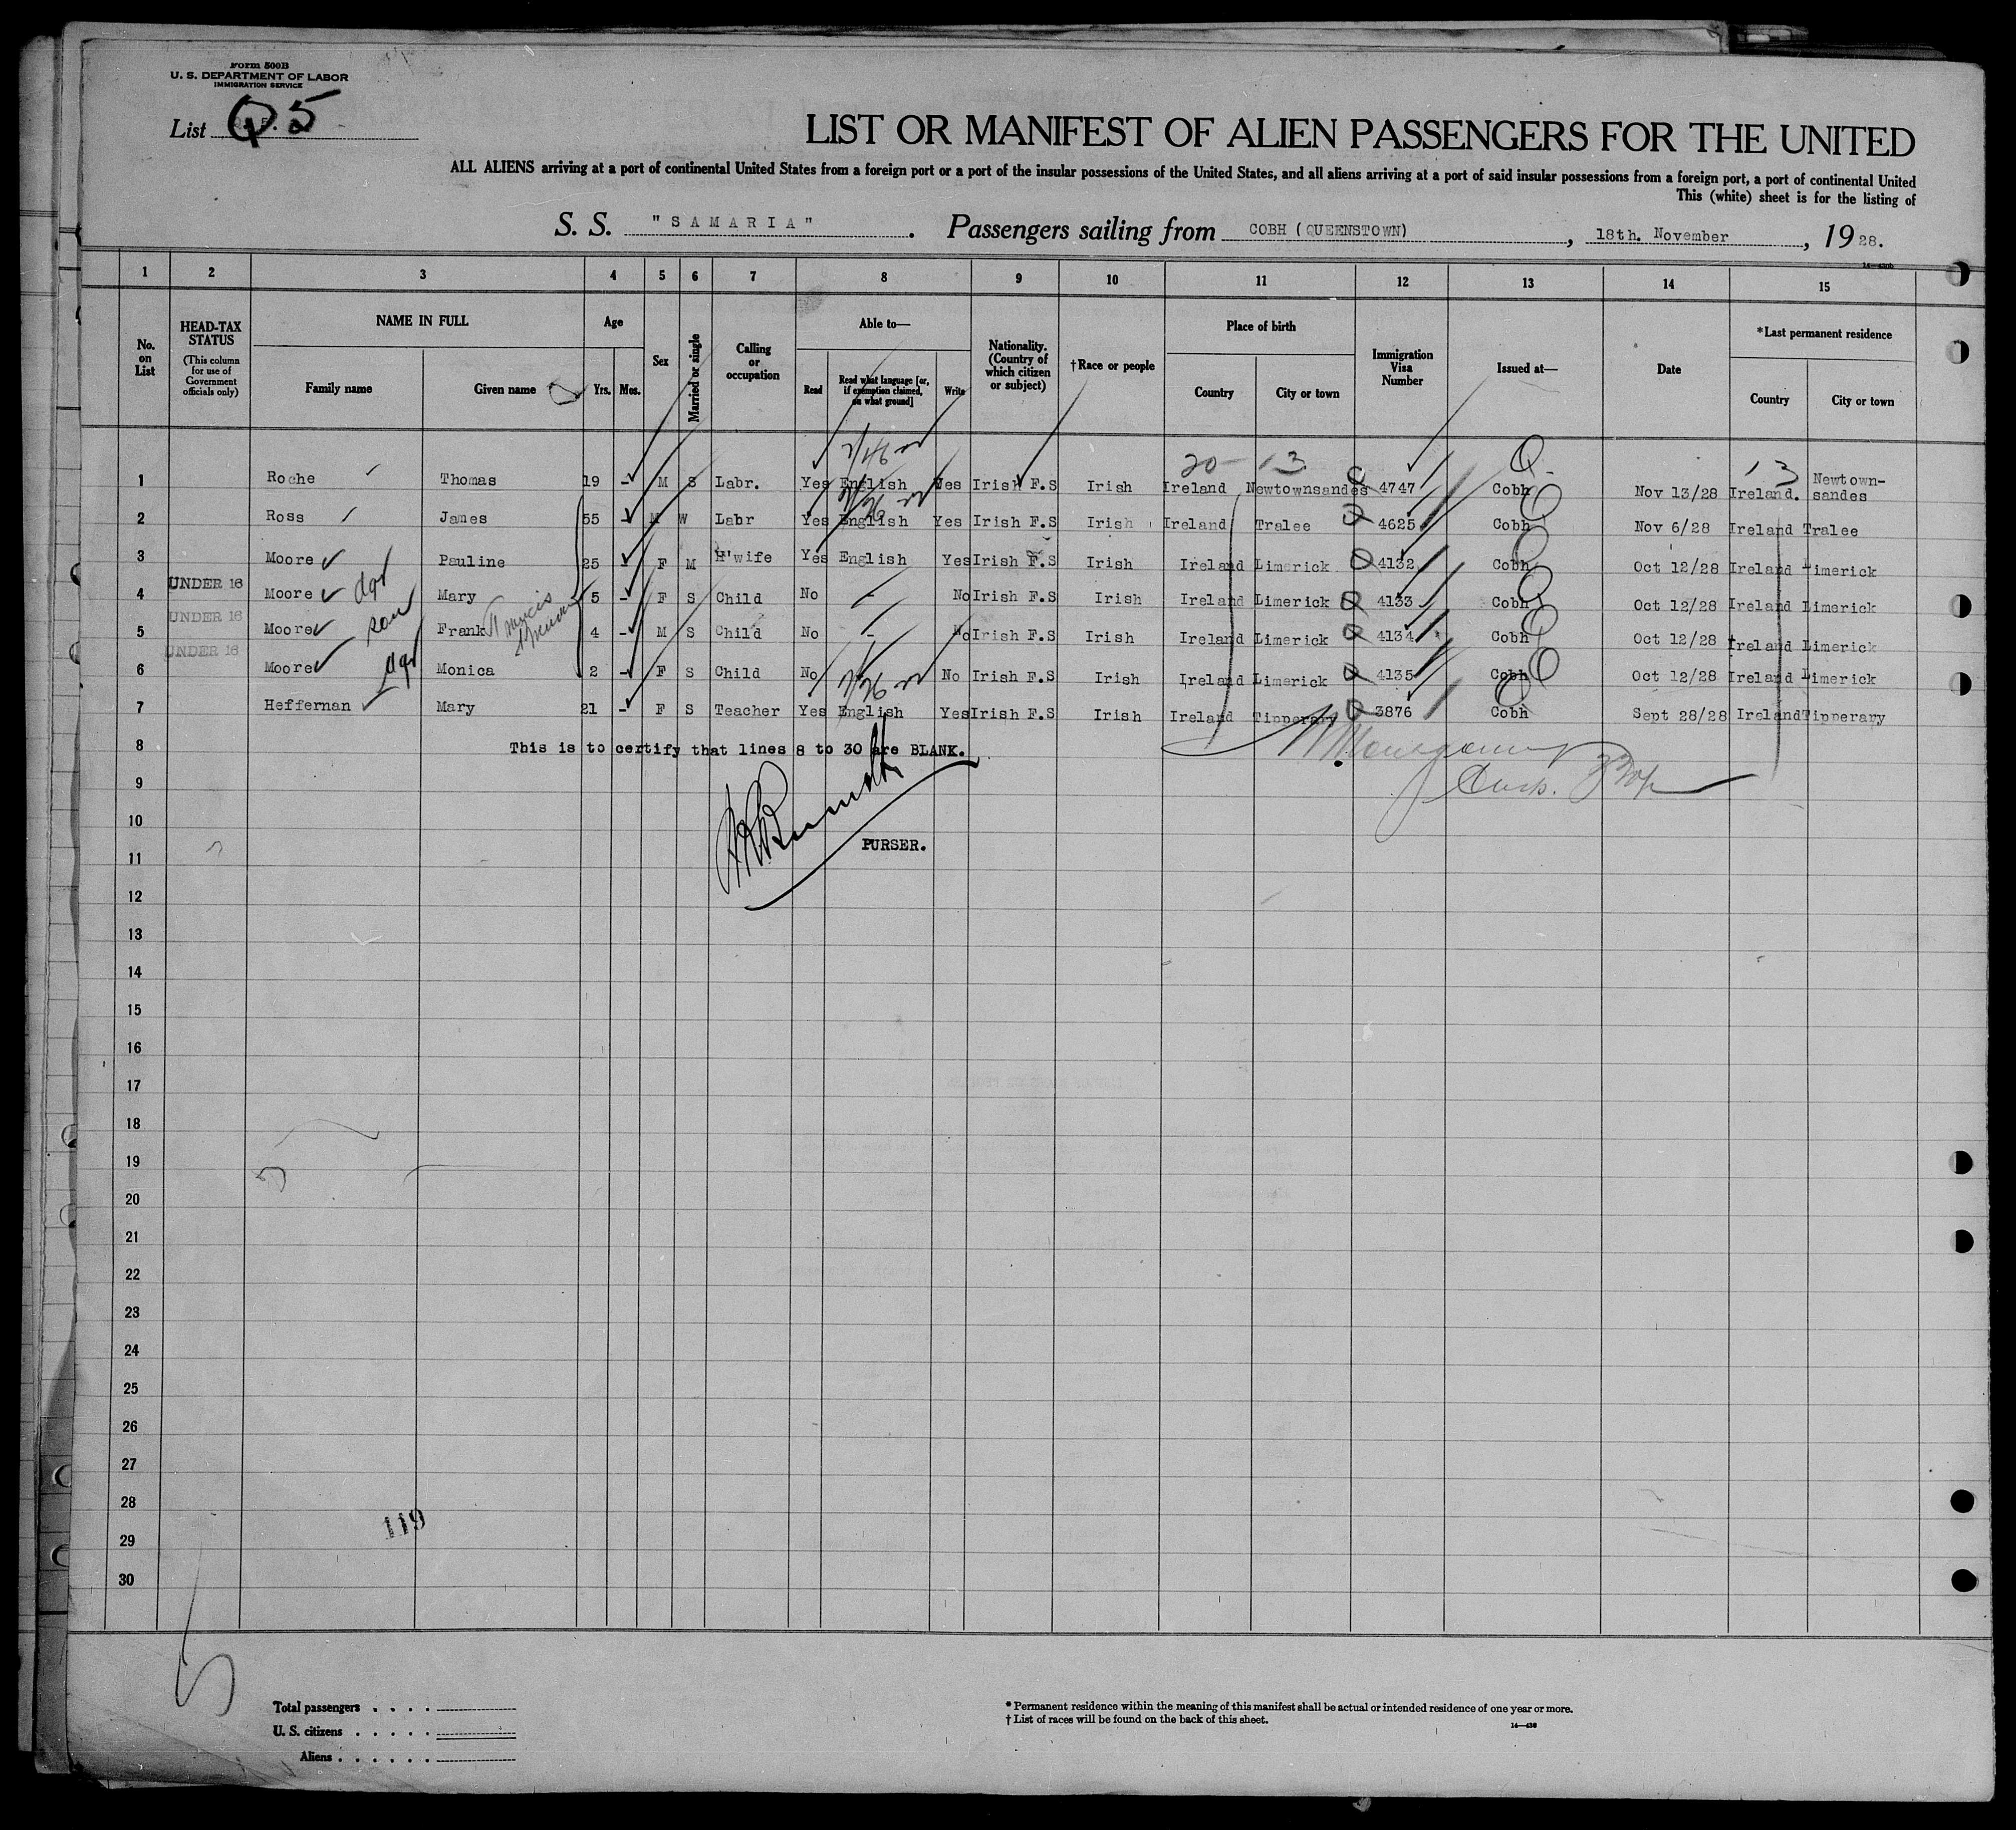 Form 500B
U. S. DEPARTMENT OF LABOR
IMMIGRATION SERVICE
List Q 5
LIST OR MANIFEST OF ALIEN PASSENGERS FOR THE UNITED
ALL ALIENS arriving at a port of continental United States from a foreign port or a port of the insular possessions of the United States, and all aliens arriving at a port of said insular possessions from a foreign port, a port of continental United
This (white) sheet is for the listing of
S. S. "SAMARIA". Passengers sailing from COBH (QUEENSTOWN), 18th. November, 1928.
1 2 3 4 5 6 7 8 9 10 11 12 13 14 15
No. on List
HEAD-TAX STATUS (This column for use of Government officials only)
NAME IN FULL Family name Given name
Age Yrs. Mos.
Sex
Married or single
Calling or occupation
Able to— Read Read what language [or, if exemption claimed, on what ground] Write
Nationality. (Country of which citizen or subject)
†Race or people
Place of birth Country City or town
Immigration Visa Number
Issued at—
Date
*Last permanent residence Country City or town
20 13 13
1 Roche Thomas 19 - M S Labr. Yes English Yes Irish F.S Irish Ireland Newtownsandes 4747 Cobh Nov 13/28 Ireland. Newtown-sandes
2 Ross James 55 - M W Labr Yes English Yes Irish F.S Irish Ireland Tralee 4625 Cobh Nov 6/28 Ireland Tralee
3 Moore Pauline 25 - F M H'wife Yes English Yes Irish F.S Irish Ireland Limerick 4132 Cobh Oct 12/28 Ireland Limerick
UNDER 16
4 Moore dgt Mary 5 - F S Child No - No Irish F.S Irish Ireland Limerick 4133 Cobh Oct 12/28 Ireland Limerick
UNDER 16
5 Moore son Frank Francis 4 - M S Child No - No Irish F.S Irish Ireland Limerick 4134 Cobh Oct 12/28 Ireland Limerick
UNDER 16
6 Moore dgt Monica 2 - F S Child No - No Irish F.S Irish Ireland Limerick 4135 Cobh Oct 12/28 Ireland Limerick
7 Heffernan Mary 21 - F S Teacher Yes English Yes Irish F.S Irish Ireland Tipperary 3876 Cobh Sept 28/28 Ireland Tipperary
8 This is to certify that lines 8 to 30 are BLANK.
9
10
PURSER.
11
12
13
14
15
16
17
18
19
20
21
22
23
24
25
26
27
28
119
29
30
Total passengers . . . .
U. S. citizens . . . . .
Aliens . . . . . .
* Permanent residence within the meaning of this manifest shall be actual or intended residence of one year or more.
† List of races will be found on the back of this sheet.
14—430